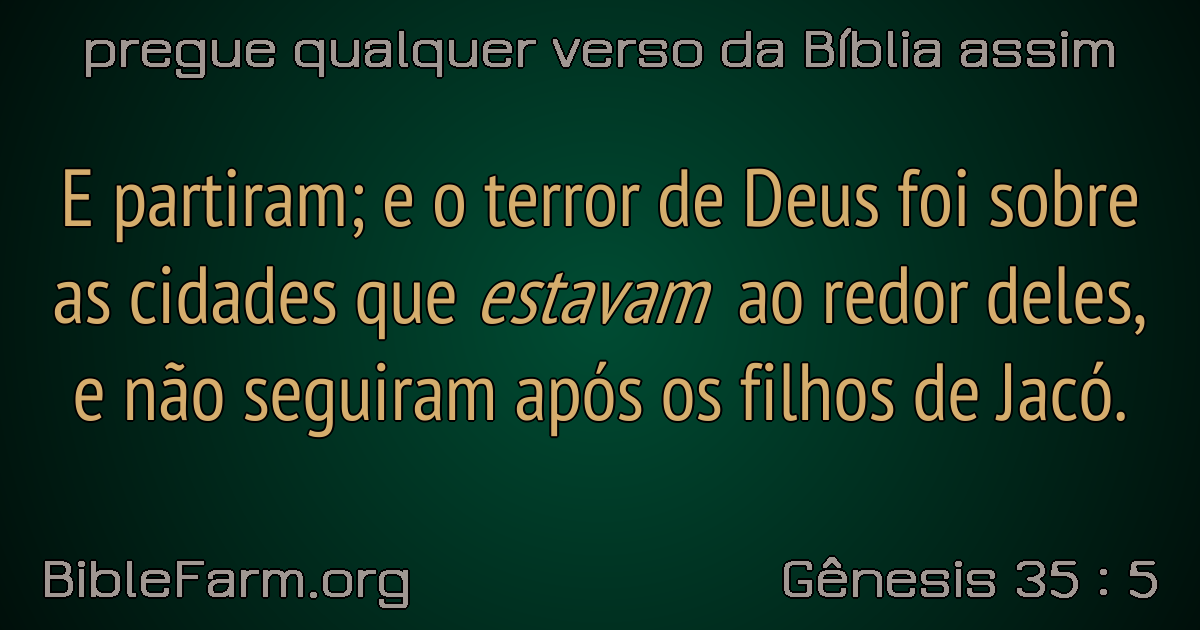 pregue qualquer verso da Bíblia assim
E partiram; e o terror de Deus foi sobre
as cidades que estavam ao redor deles,
e não seguiram após os filhos de Jacó.
BibleFarm.org
Gênesis 35 : 5